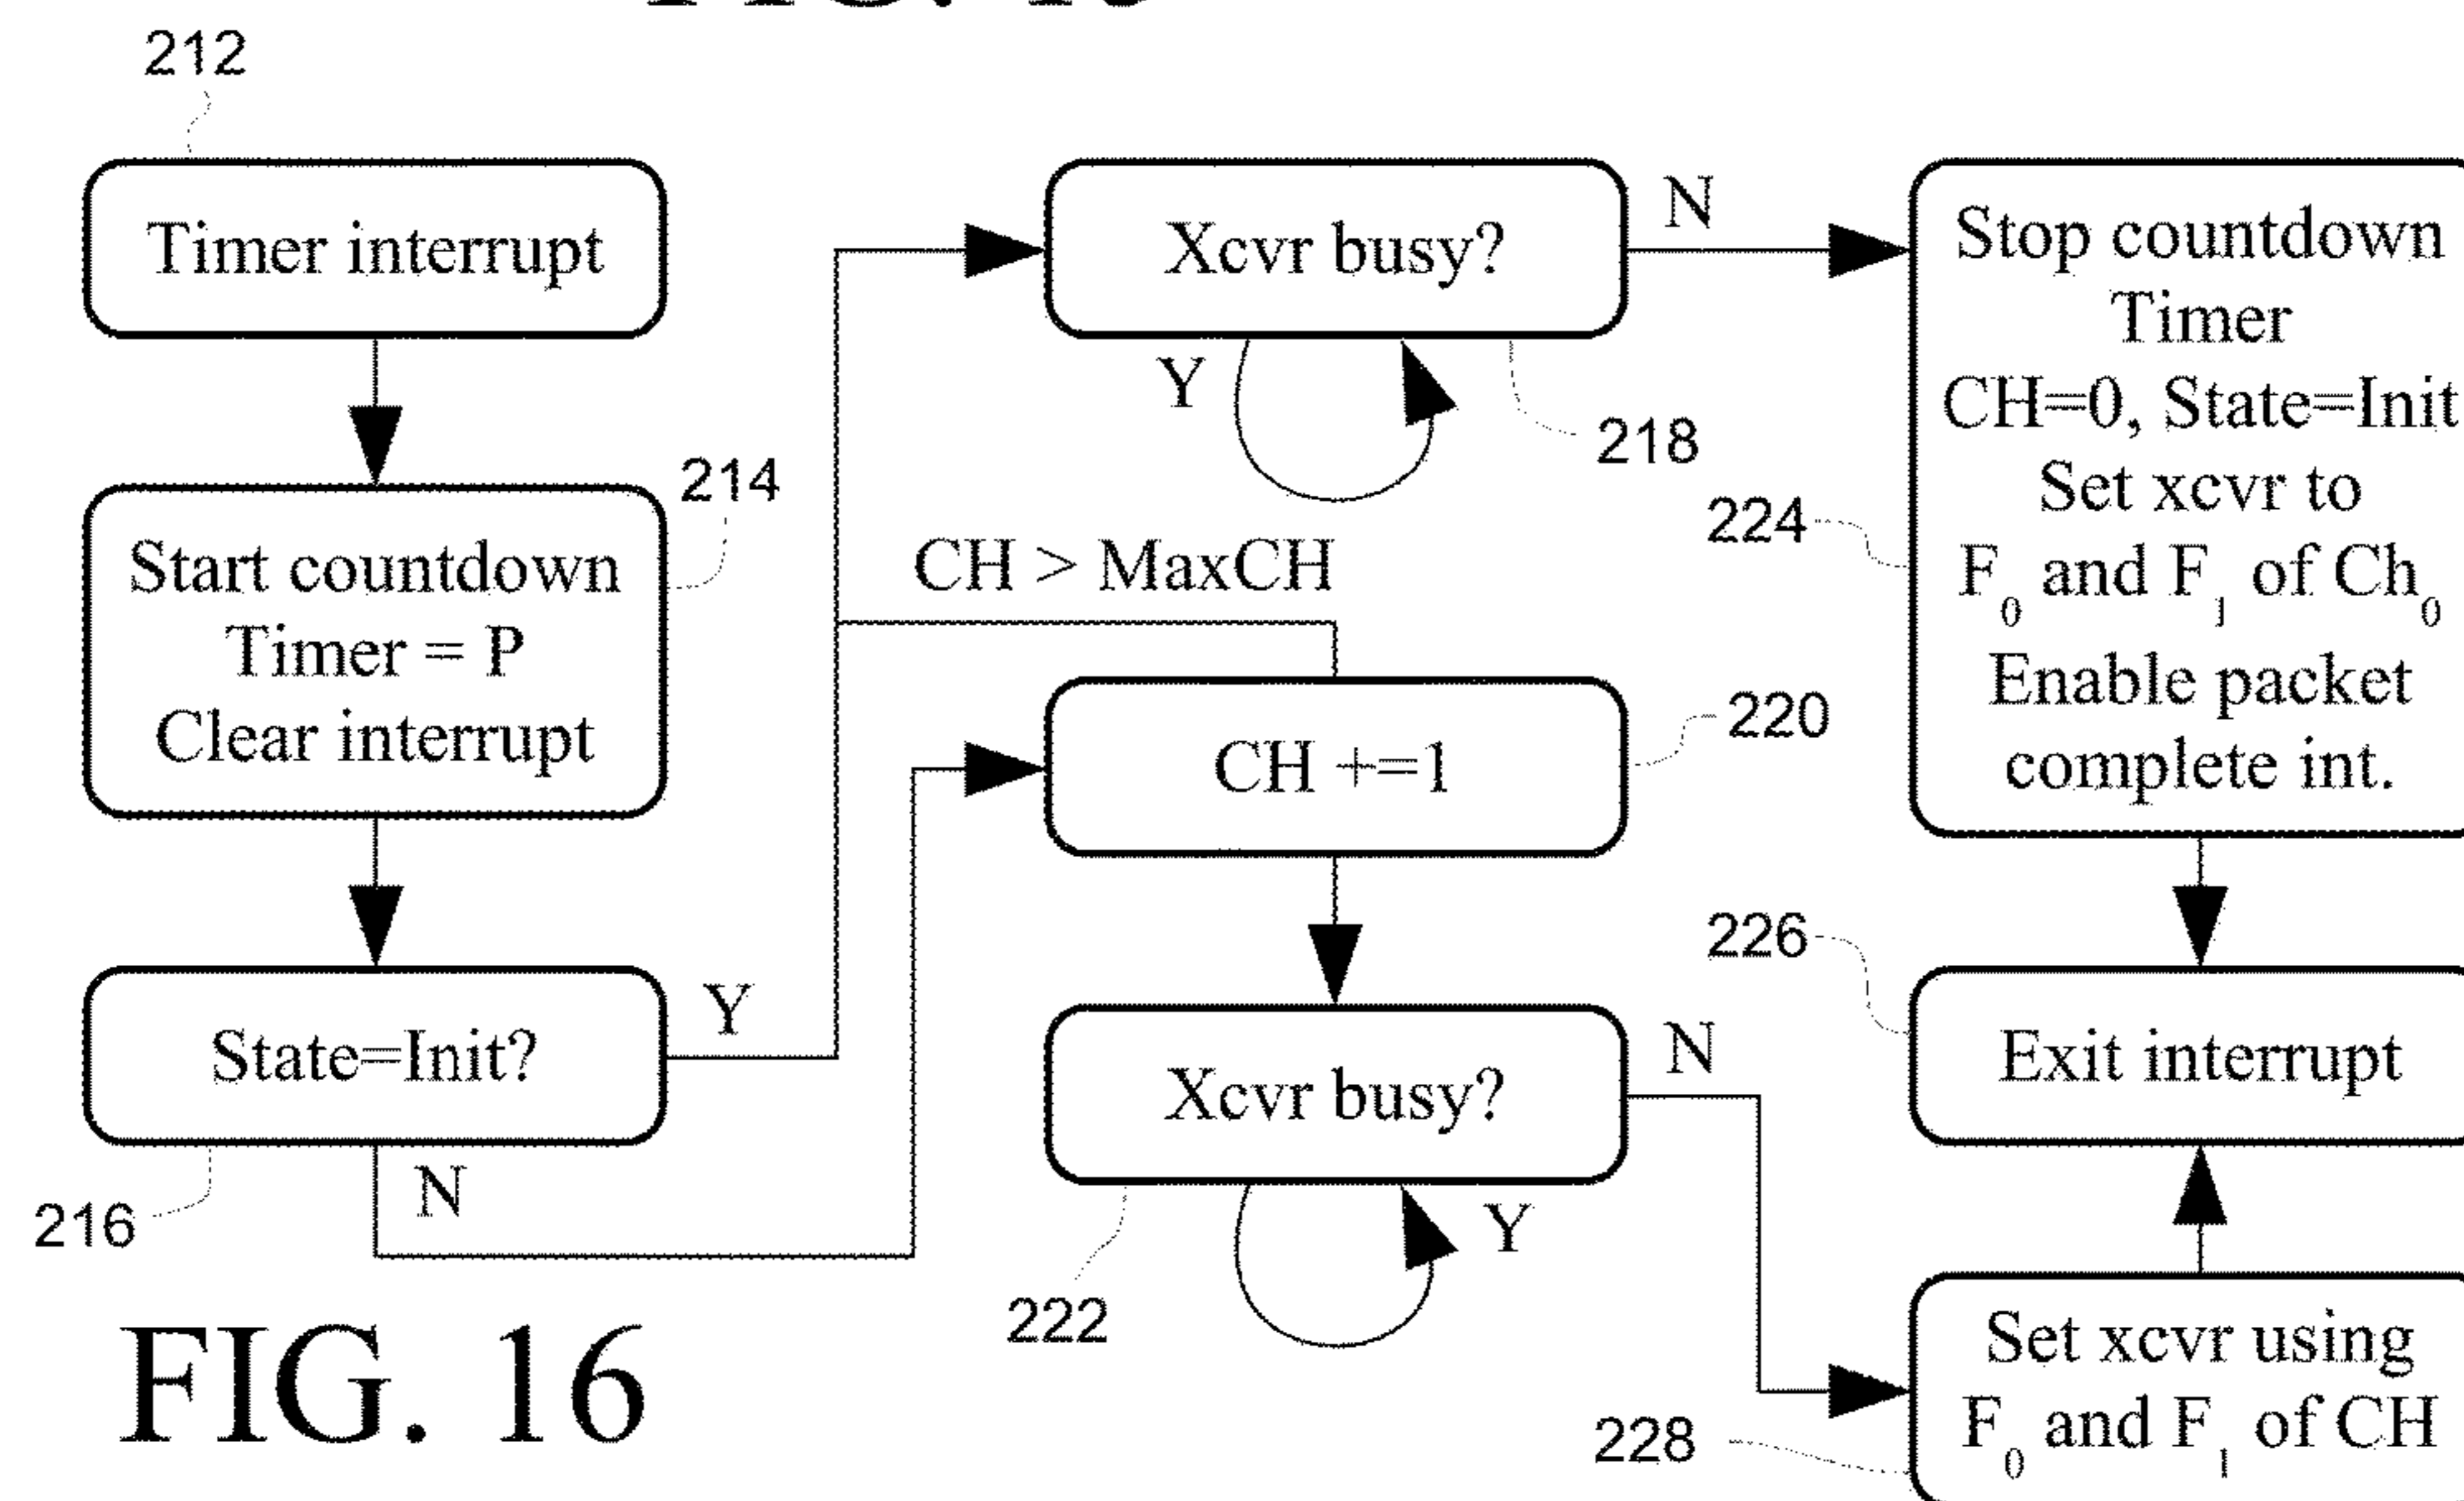 212
Timer interrupt
214
Start countdown
Timer = P
Clear interrupt
State=Init?
Y
N
216
Xcvr busy?
N
Y
218
CH > MaxCH
220
CH +=1
Xcvr busy?
N
Y
222
Stop countdown
Timer
CH=0, State=Init
Set xcvr to
F₀ and F₁ of Ch₀
Enable packet
complete int.
224
226
Exit interrupt
Set xcvr using
F₀ and F₁ of CH
228
FIG. 16